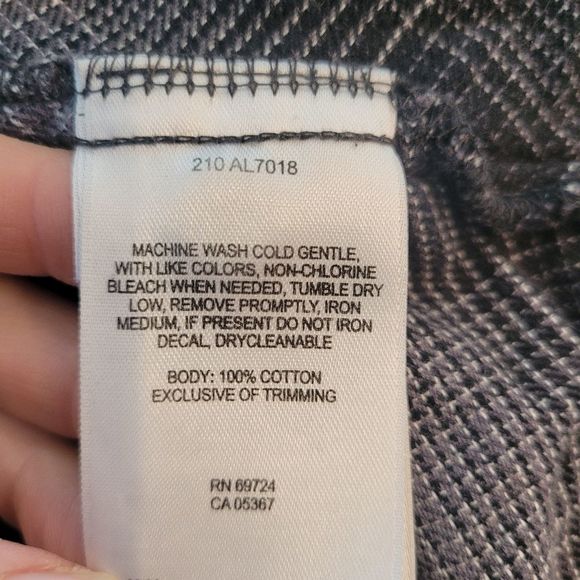 210 AL7018
MACHINE WASH COLD GENTLE,
WITH LIKE COLORS, NON-CHLORINE
BLEACH WHEN NEEDED, TUMBLE DRY
LOW, REMOVE PROMPTLY, IRON
MEDIUM, IF PRESENT DO NOT IRON
DECAL, DRYCLEANABLE
BODY: 100% COTTON
EXCLUSIVE OF TRIMMING
RN 69724
CA 05367